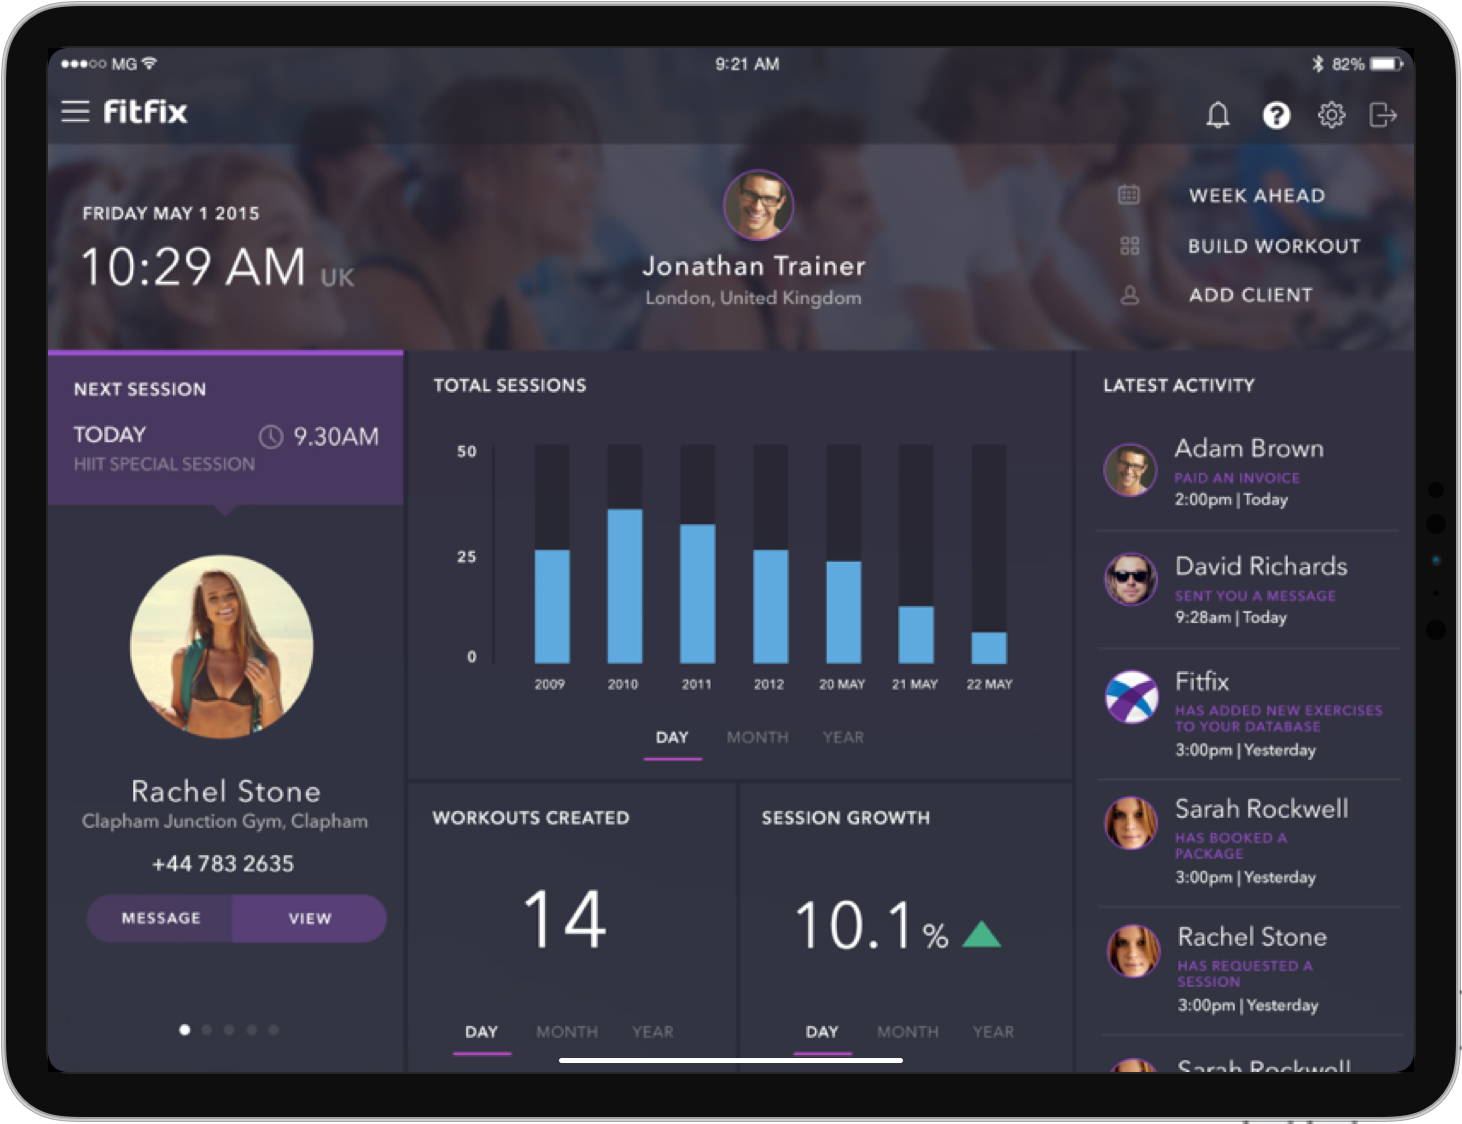 MG
9:21 AM
82%
fitfix
FRIDAY MAY 1 2015
10:29 AM UK
Jonathan Trainer
London, United Kingdom
WEEK AHEAD
BUILD WORKOUT
ADD CLIENT
NEXT SESSION
TODAY
9.30AM
HIIT SPECIAL SESSION
Rachel Stone
Clapham Junction Gym, Clapham
+44 783 2635
MESSAGE
VIEW
TOTAL SESSIONS
50
25
0
2009 2010 2011 2012 20 MAY 21 MAY 22 MAY
DAY MONTH YEAR
WORKOUTS CREATED
14
DAY MONTH YEAR
SESSION GROWTH
10.1%
DAY MONTH YEAR
LATEST ACTIVITY
Adam Brown
PAID AN INVOICE
2:00pm | Today
David Richards
SENT YOU A MESSAGE
9:28am | Today
Fitfix
HAS ADDED NEW EXERCISES
TO YOUR DATABASE
3:00pm | Yesterday
Sarah Rockwell
HAS BOOKED A
PACKAGE
3:00pm | Yesterday
Rachel Stone
HAS REQUESTED A
SESSION
3:00pm | Yesterday
Sarah Rockwell